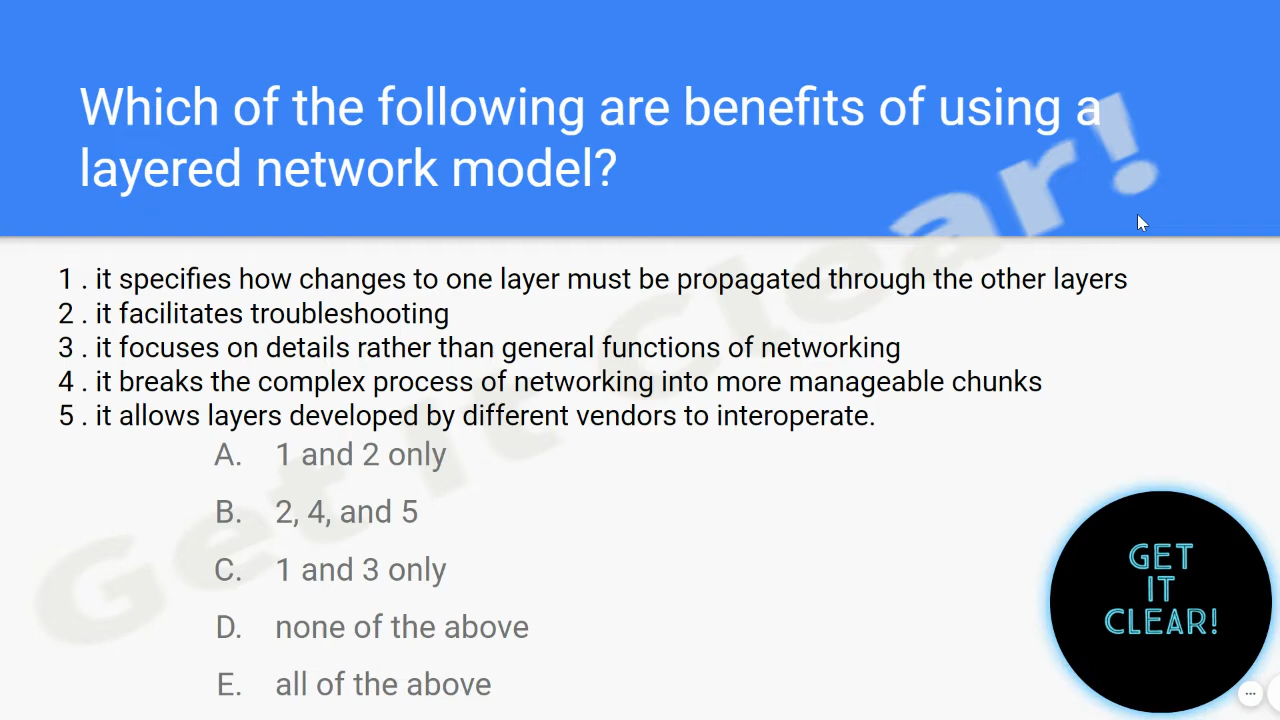 Which of the following are benefits of using a
layered network model?
1 . it specifies how changes to one layer must be propagated through the other layers
2 . it facilitates troubleshooting
3 . it focuses on details rather than general functions of networking
4 . it breaks the complex process of networking into more manageable chunks
5 . it allows layers developed by different vendors to interoperate.
A. 1 and 2 only
B. 2, 4, and 5
C. 1 and 3 only
D. none of the above
E. all of the above
Get It Clear!
GET
IT
CLEAR!